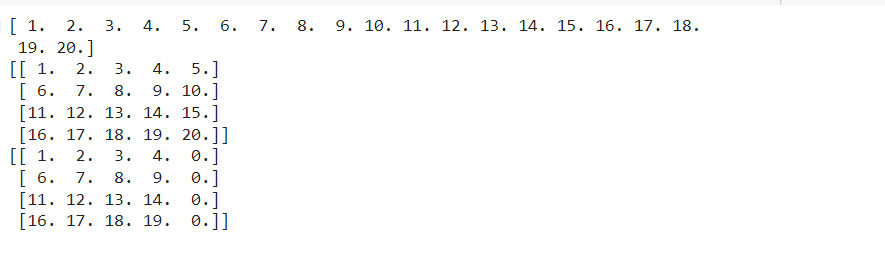 [ 1.  2.  3.  4.  5.  6.  7.  8.  9. 10. 11. 12. 13. 14. 15. 16. 17. 18.
 19. 20.]
[[ 1.  2.  3.  4.  5.]
 [ 6.  7.  8.  9. 10.]
 [11. 12. 13. 14. 15.]
 [16. 17. 18. 19. 20.]]
[[ 1.  2.  3.  4.  0.]
 [ 6.  7.  8.  9.  0.]
 [11. 12. 13. 14.  0.]
 [16. 17. 18. 19.  0.]]